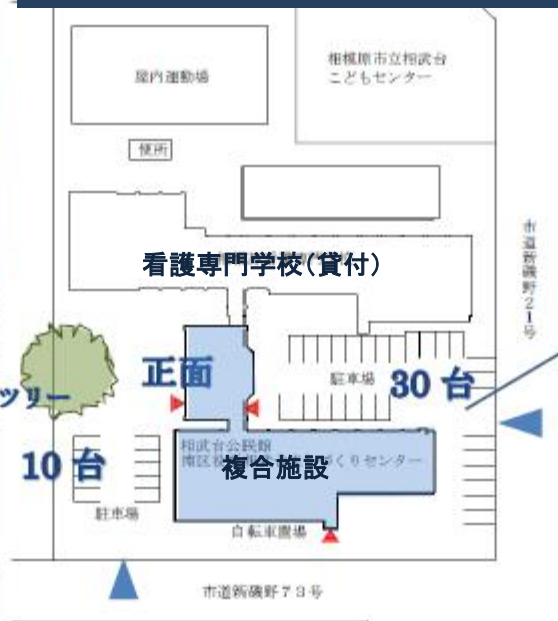 屋内運動場
相模原市立相武台
こどもセンター
便所
看護専門学校(貸付)
市道新磯野21号
正面
駐車場
30台
ツリー
相武台公民館
複合施設
10台
駐車場
自転車置場
市道新磯野73号